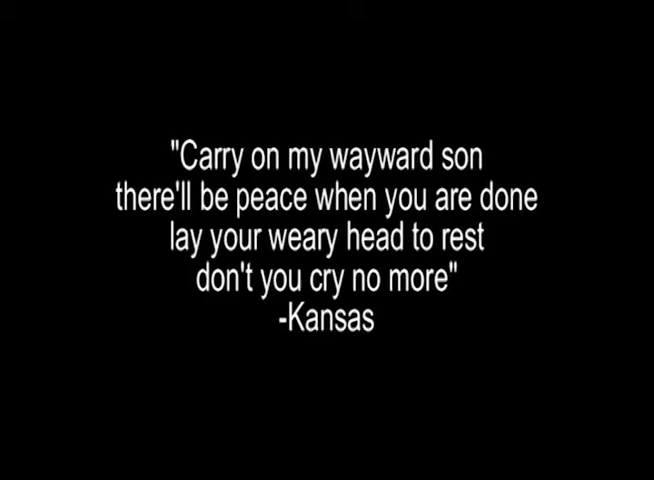 "Carry on my wayward son
there'll be peace when you are done
lay your weary head to rest
don't you cry no more"
-Kansas